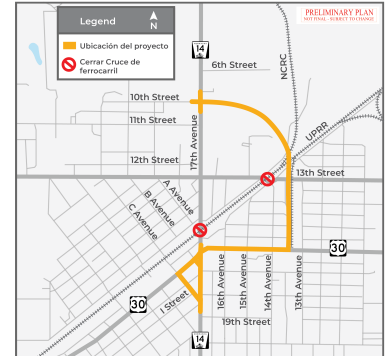 Legend
N
Ubicación del proyecto
Cerrar Cruce de
ferrocarril
PRELIMINARY PLAN
NOT FINAL - SUBJECT TO CHANGE
14
6th Street
NCRC
10th Street
11th Street
12th Street
17th Avenue
UPRR
13th Street
A Avenue
B Avenue
C Avenue
30
16th Avenue
15th Avenue
14th Avenue
13th Avenue
30
I Street
19th Street
14